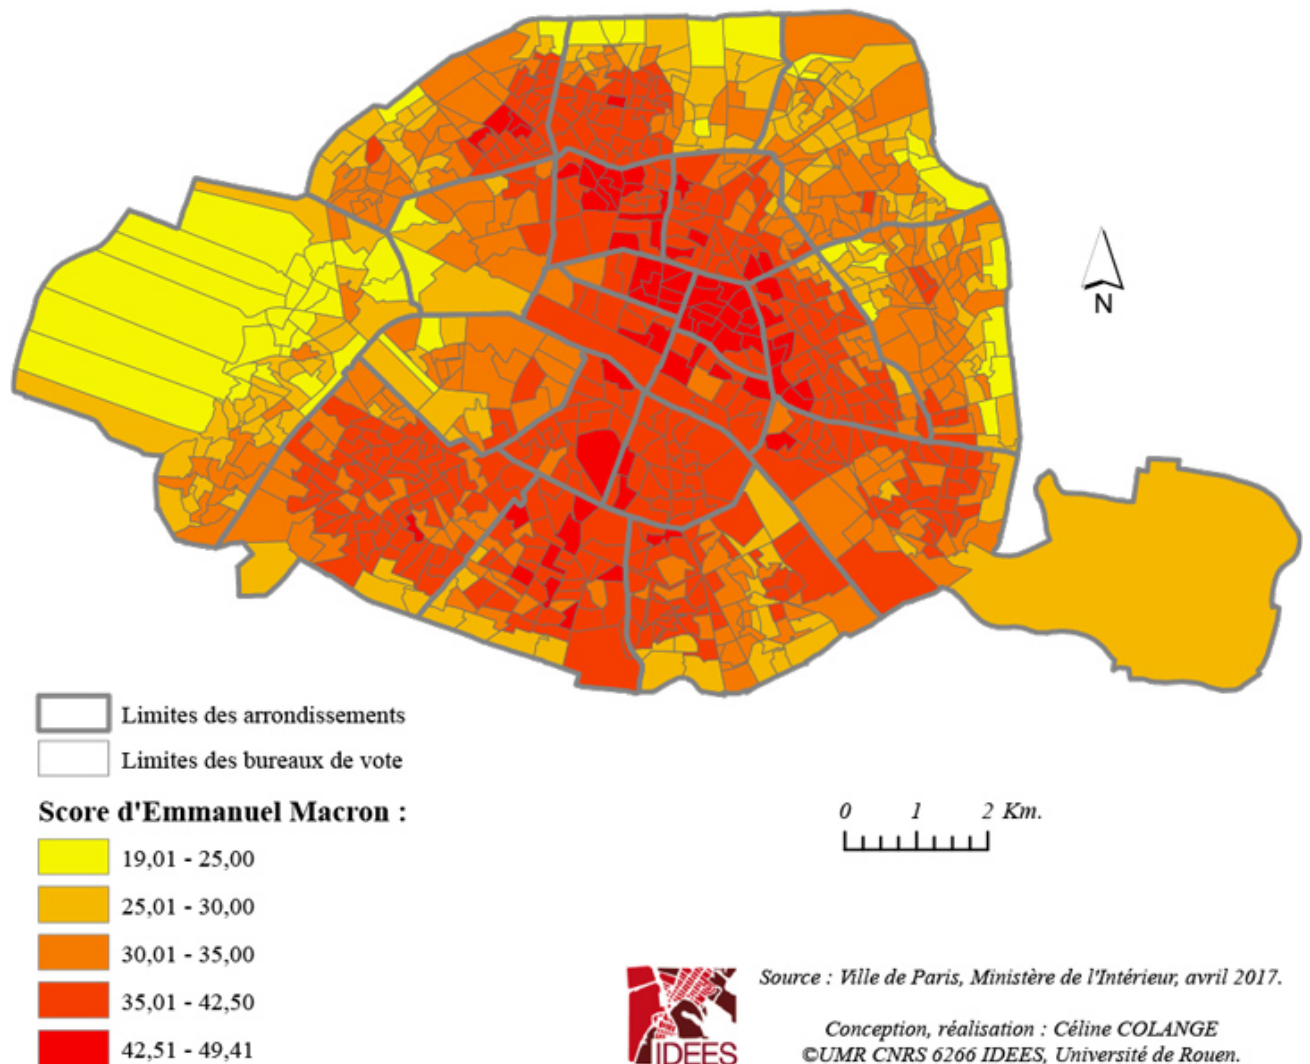 N
Limites des arrondissements
Limites des bureaux de vote
Score d'Emmanuel Macron :
19,01 - 25,00
25,01 - 30,00
30,01 - 35,00
35,01 - 42,50
42,51 - 49,41
0 1 2 Km.
IDEES
Source : Ville de Paris, Ministère de l'Intérieur, avril 2017.
Conception, réalisation : Céline COLANGE
©UMR CNRS 6266 IDEES, Université de Rouen.